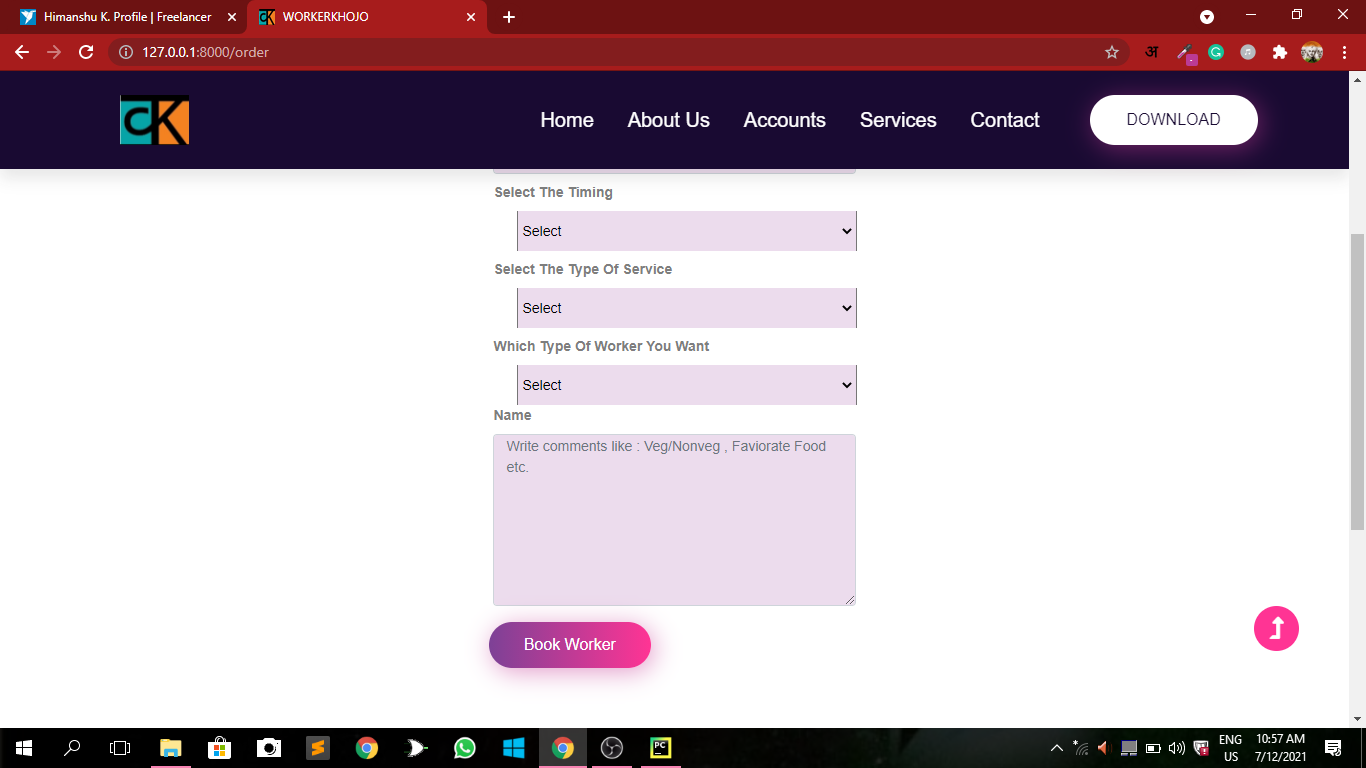 Himanshu K. Profile | Freelancer
WORKERKHOJO
127.0.0.1:8000/order
अ
CK
Home
About Us
Accounts
Services
Contact
DOWNLOAD
Select The Timing
Select
Select The Type Of Service
Select
Which Type Of Worker You Want
Select
Name
Write comments like : Veg/Nonveg , Faviorate Food
etc.
Book Worker
PC
ENG
US
10:57 AM
7/12/2021